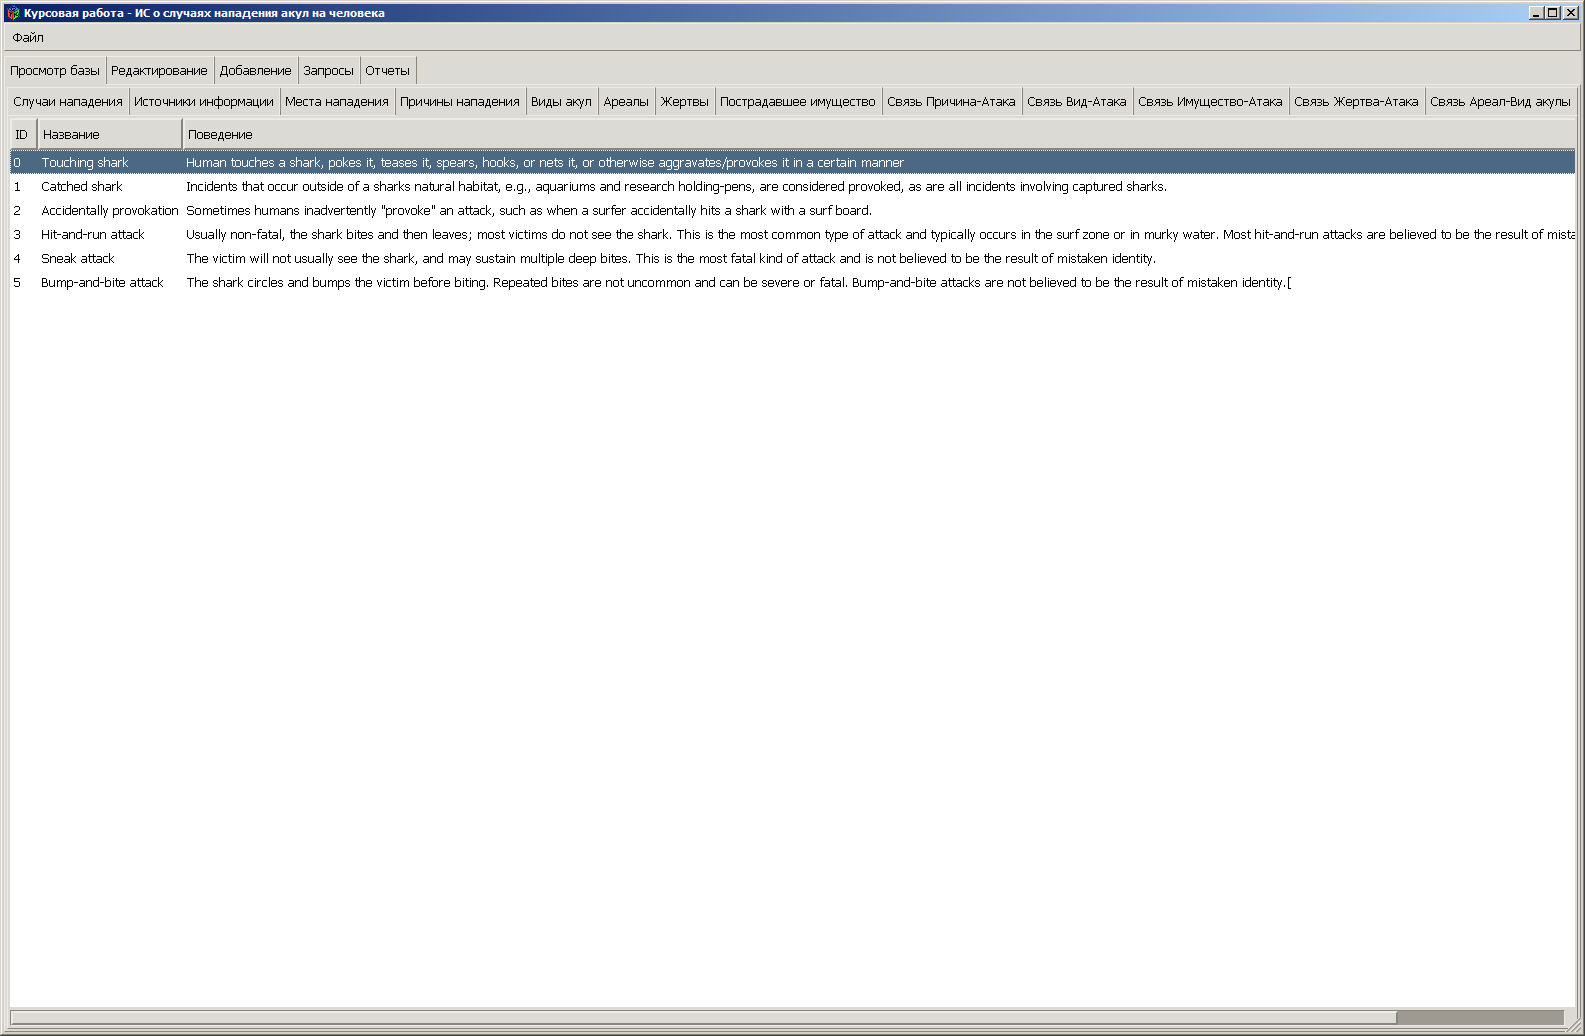 Курсовая работа - ИС о случаях нападения акул на человека
Файл
Просмотр базы Редактирование Добавление Запросы Отчеты
Случаи нападения Источники информации Места нападения Причины нападения Виды акул Ареалы Жертвы Пострадавшее имущество Связь Причина-Атака Связь Вид-Атака Связь Имущество-Атака Связь Жертва-Атака Связь Ареал-Вид акулы
ID Название Поведение
0 Touching shark Human touches a shark, pokes it, teases it, spears, hooks, or nets it, or otherwise aggravates/provokes it in a certain manner
1 Catched shark Incidents that occur outside of a sharks natural habitat, e.g., aquariums and research holding-pens, are considered provoked, as are all incidents involving captured sharks.
2 Accidentally provokation Sometimes humans inadvertently "provoke" an attack, such as when a surfer accidentally hits a shark with a surf board.
3 Hit-and-run attack Usually non-fatal, the shark bites and then leaves; most victims do not see the shark. This is the most common type of attack and typically occurs in the surf zone or in murky water. Most hit-and-run attacks are believed to be the result of mista
4 Sneak attack The victim will not usually see the shark, and may sustain multiple deep bites. This is the most fatal kind of attack and is not believed to be the result of mistaken identity.
5 Bump-and-bite attack The shark circles and bumps the victim before biting. Repeated bites are not uncommon and can be severe or fatal. Bump-and-bite attacks are not believed to be the result of mistaken identity.[